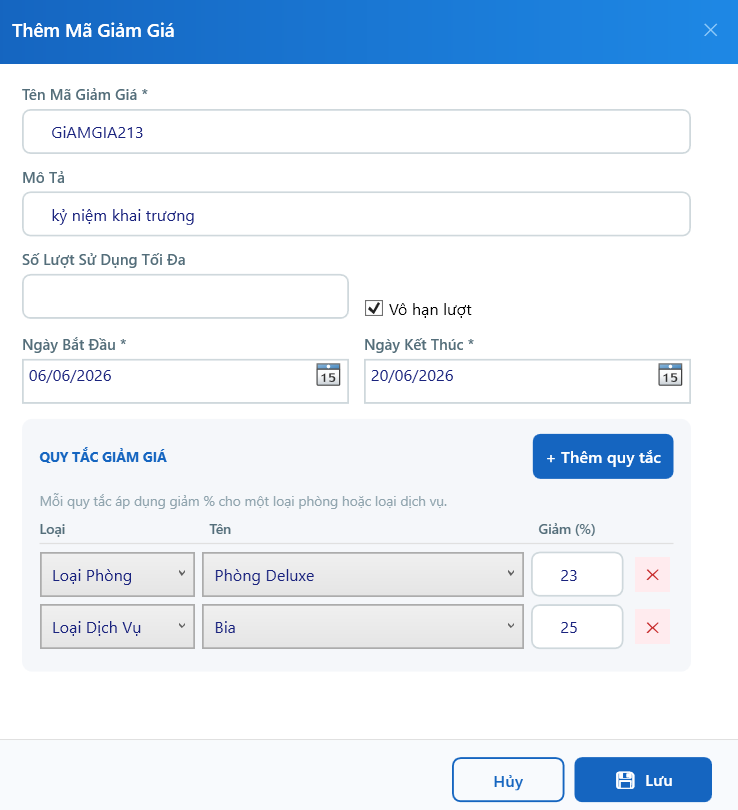 Thêm Mã Giảm Giá
Tên Mã Giảm Giá *
GiAMGIA213
Mô Tả
kỷ niệm khai trương
Số Lượt Sử Dụng Tối Đa
Vô hạn lượt
Ngày Bắt Đầu * Ngày Kết Thúc *
06/06/2026 15 20/06/2026 15
QUY TẮC GIẢM GIÁ + Thêm quy tắc
Mỗi quy tắc áp dụng giảm % cho một loại phòng hoặc loại dịch vụ.
Loại Tên Giảm (%)
Loại Phòng Phòng Deluxe 23
Loại Dịch Vụ Bia 25
Hủy Lưu